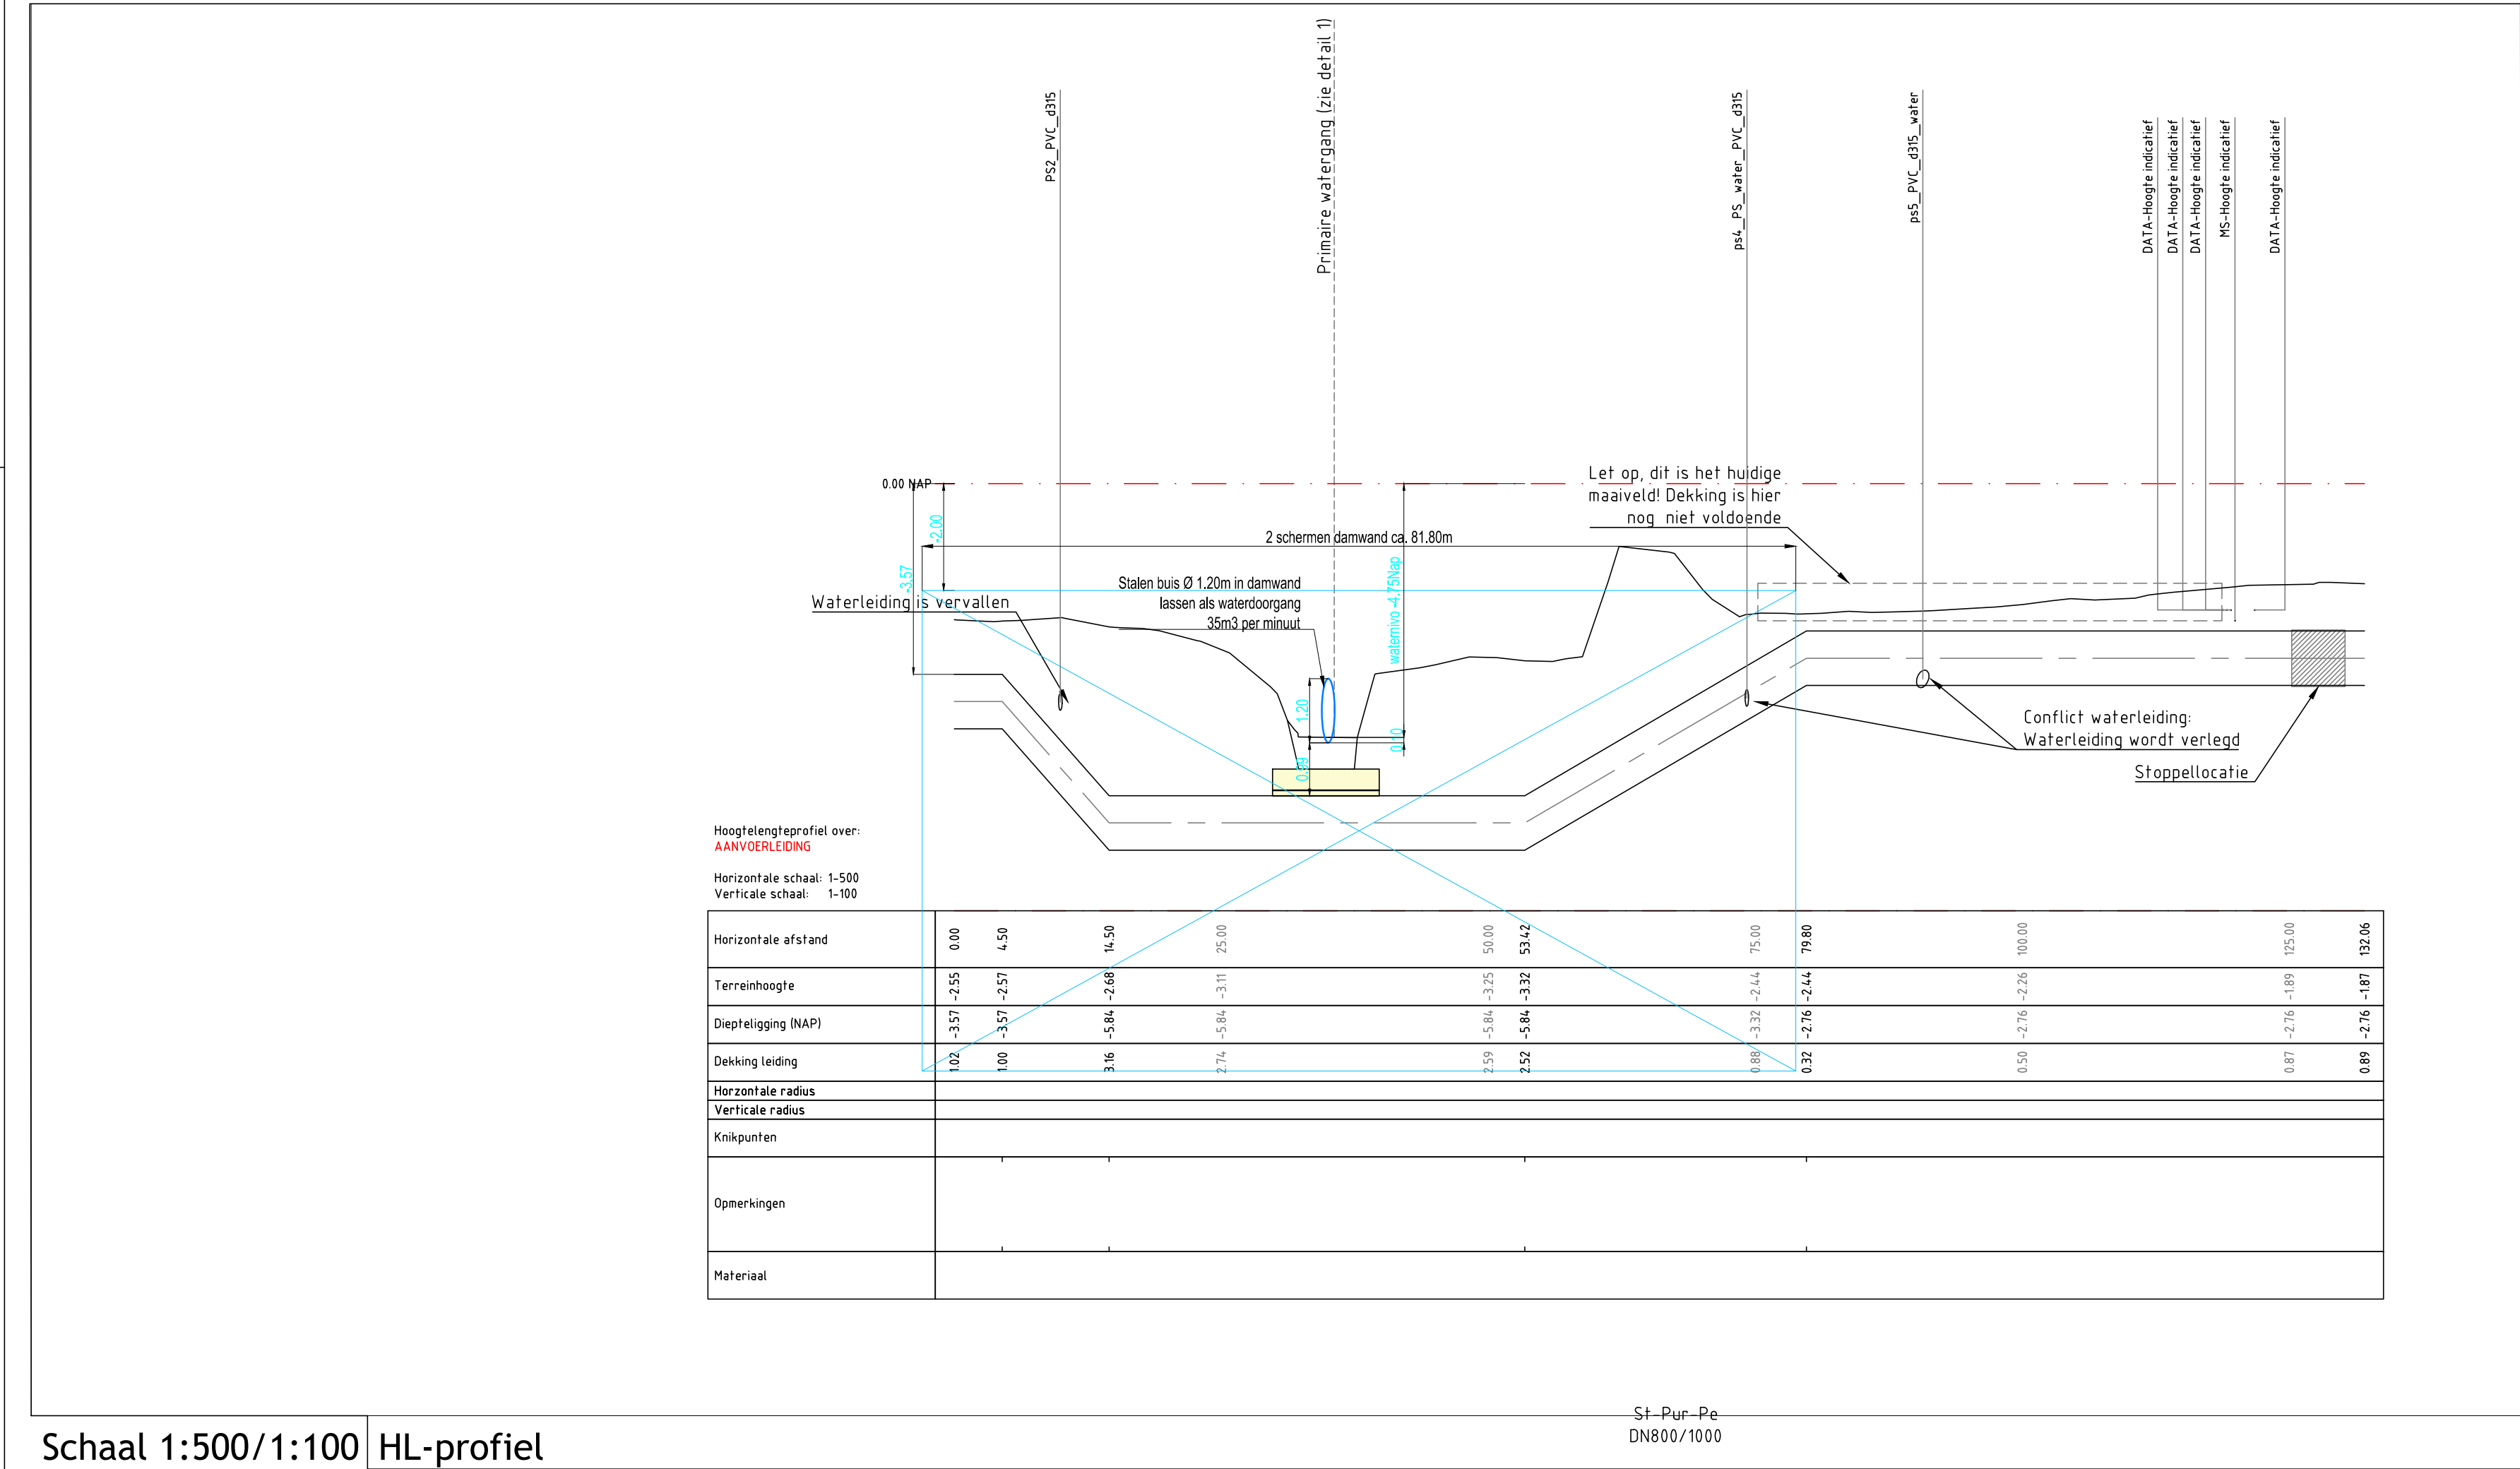 PS2_PVC_d315
Primaire watergang (zie detail 1)
ps4_PS_water_PVC_d315
ps5_PVC_d315_water
DATA-Hoogte indicatief
DATA-Hoogte indicatief
DATA-Hoogte indicatief
MS-Hoogte indicatief
DATA-Hoogte indicatief
0.00 NAP
-2.00
-3.57
Let op, dit is het huidige
maaiveld! Dekking is hier
nog niet voldoende
2 schermen damwand ca. 81.80m
Stalen buis Ø 1.20m in damwand
lassen als waterdoorgang
35m3 per minuut
Waterleiding is vervallen
waternivo -4.75Nap
1.20
0.10
0.99
Conflict waterleiding:
Waterleiding wordt verlegd
Stoppellocatie
Hoogtelengteprofiel over:
AANVOERLEIDING
Horizontale schaal: 1-500
Verticale schaal: 1-100
Horizontale afstand 0.00 4.50 14.50 25.00 50.00 53.42 75.00 79.80 100.00 125.00 132.06
Terreinhoogte -2.55 -2.57 -2.68 -3.11 -3.25 -3.32 -2.44 -2.44 -2.26 -1.89 -1.87
Diepteligging (NAP) -3.57 -3.57 -5.84 -5.84 -5.84 -5.84 -3.32 -2.76 -2.76 -2.76 -2.76
Dekking leiding 1.02 1.00 3.16 2.74 2.59 2.52 0.88 0.32 0.50 0.87 0.89
Horzontale radius
Verticale radius
Knikpunten
Opmerkingen
Materiaal
St-Pur-Pe
DN800/1000
Schaal 1:500/1:100 HL-profiel